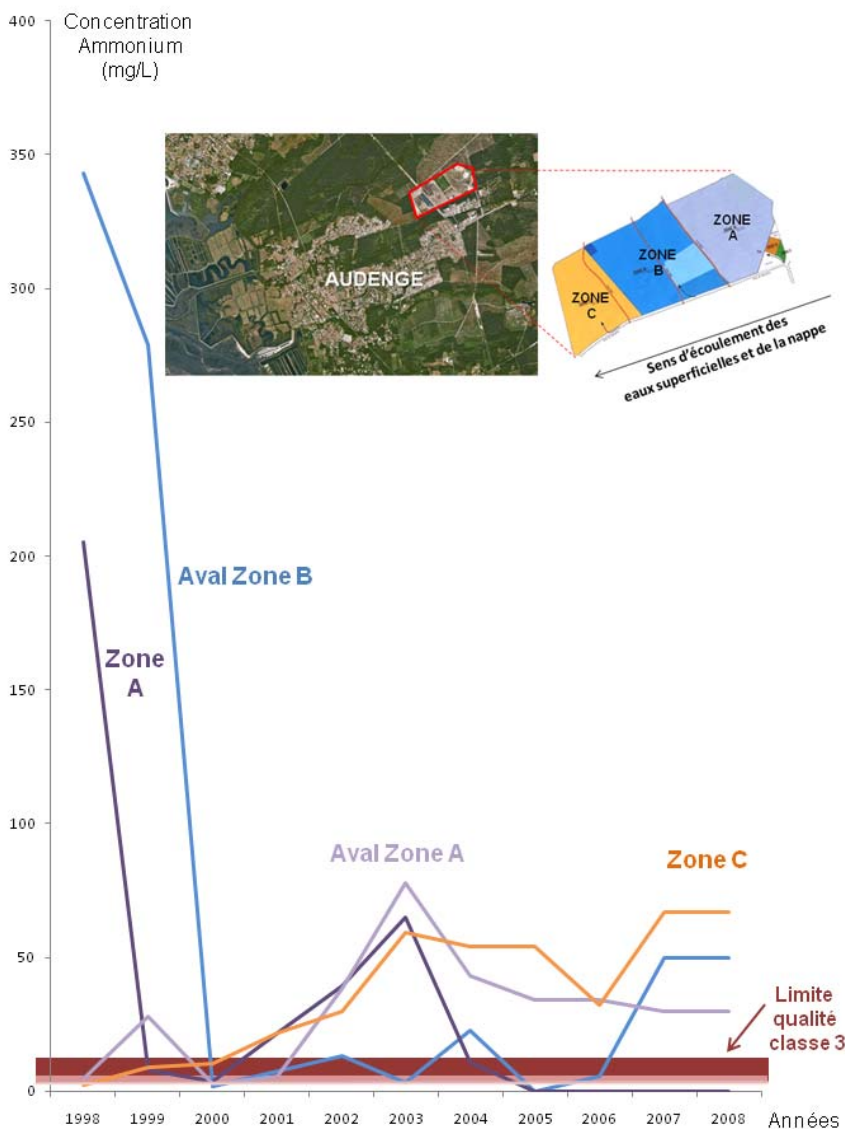 Concentration
Ammonium
(mg/L)
400
350
300
250
200
150
100
50
0
AUDENGE
ZONE
A
ZONE
B
ZONE
C
Sens d'écoulement des
eaux superficielles et de la nappe
Aval Zone B
Zone
A
Aval Zone A
Zone C
Limite
qualité
classe 3
1998 1999 2000 2001 2002 2003 2004 2005 2006 2007 2008 Années